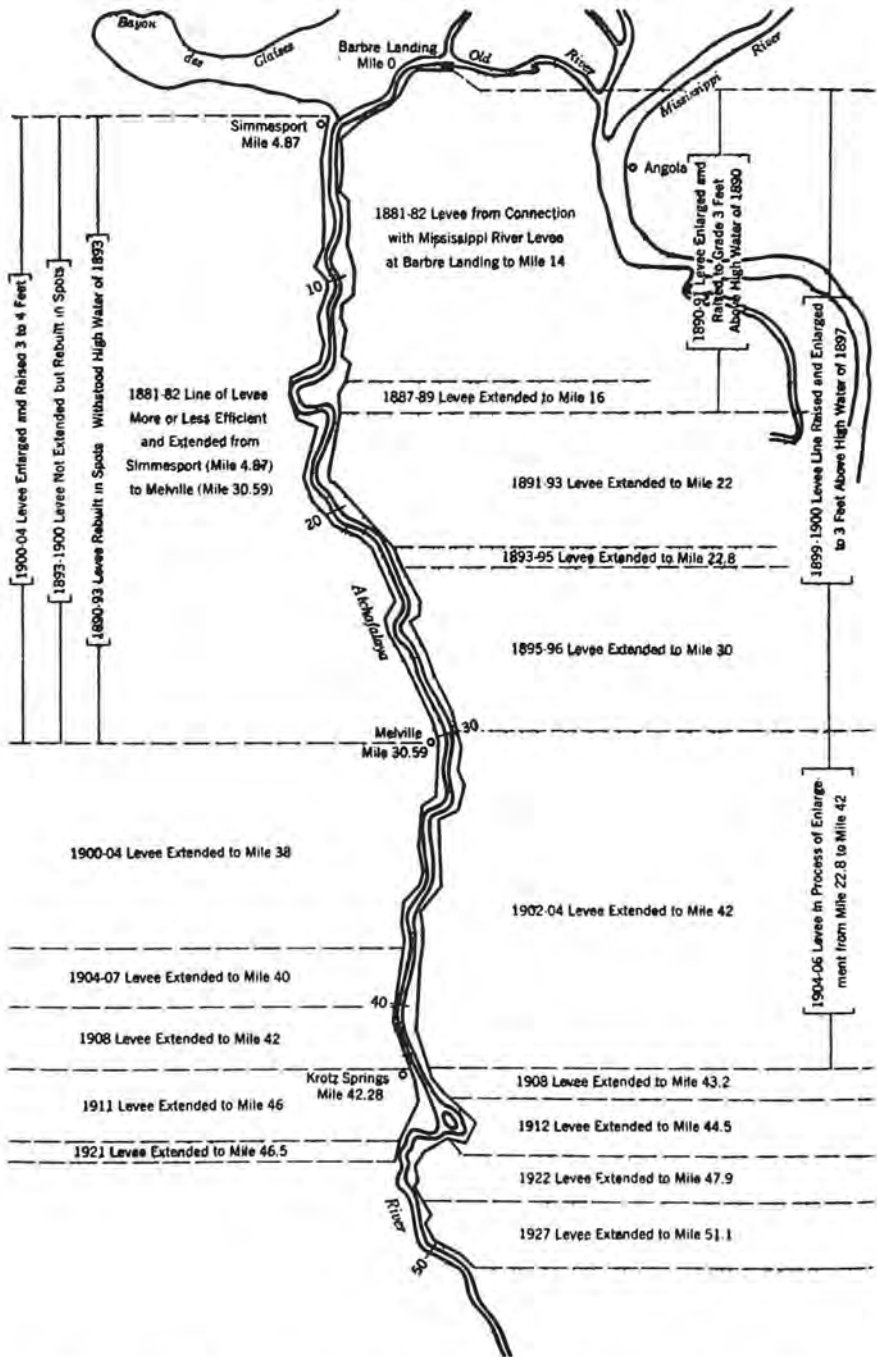 Bayou
des
Glaises
Barbre Landing
Mile 0
Old
River
Mississippi
River
Simmesport
Mile 4.87
Angola
1881-82 Levee from Connection
with Mississippi River Levee
at Barbre Landing to Mile 14
10
1890-91 Levee Enlarged and
Raised to Grade 3 Feet
Above High Water of 1890
1900-04 Levee Enlarged and Raised 3 to 4 Feet
1893-1900 Levee Not Extended but Rebuilt in Spots
1890-93 Levee Rebuilt in Spots Withstood High Water of 1893
1881-82 Line of Levee
More or Less Efficient
and Extended from
Simmesport (Mile 4.87)
to Melville (Mile 30.59)
1887-89 Levee Extended to Mile 16
1899-1900 Levee Line Raised and Enlarged
to 3 Feet Above High Water of 1897
1891-93 Levee Extended to Mile 22
20
1893-95 Levee Extended to Mile 22.8
Atchafalaya
1895-96 Levee Extended to Mile 30
Melville
Mile 30.59
30
1900-04 Levee Extended to Mile 38
1902-04 Levee Extended to Mile 42
1904-06 Levee in Process of Enlarge-
ment from Mile 22.8 to Mile 42
1904-07 Levee Extended to Mile 40
40
1908 Levee Extended to Mile 42
Krotz Springs
Mile 42.28
1908 Levee Extended to Mile 43.2
1911 Levee Extended to Mile 46
1912 Levee Extended to Mile 44.5
1921 Levee Extended to Mile 46.5
1922 Levee Extended to Mile 47.9
River
1927 Levee Extended to Mile 51.1
50